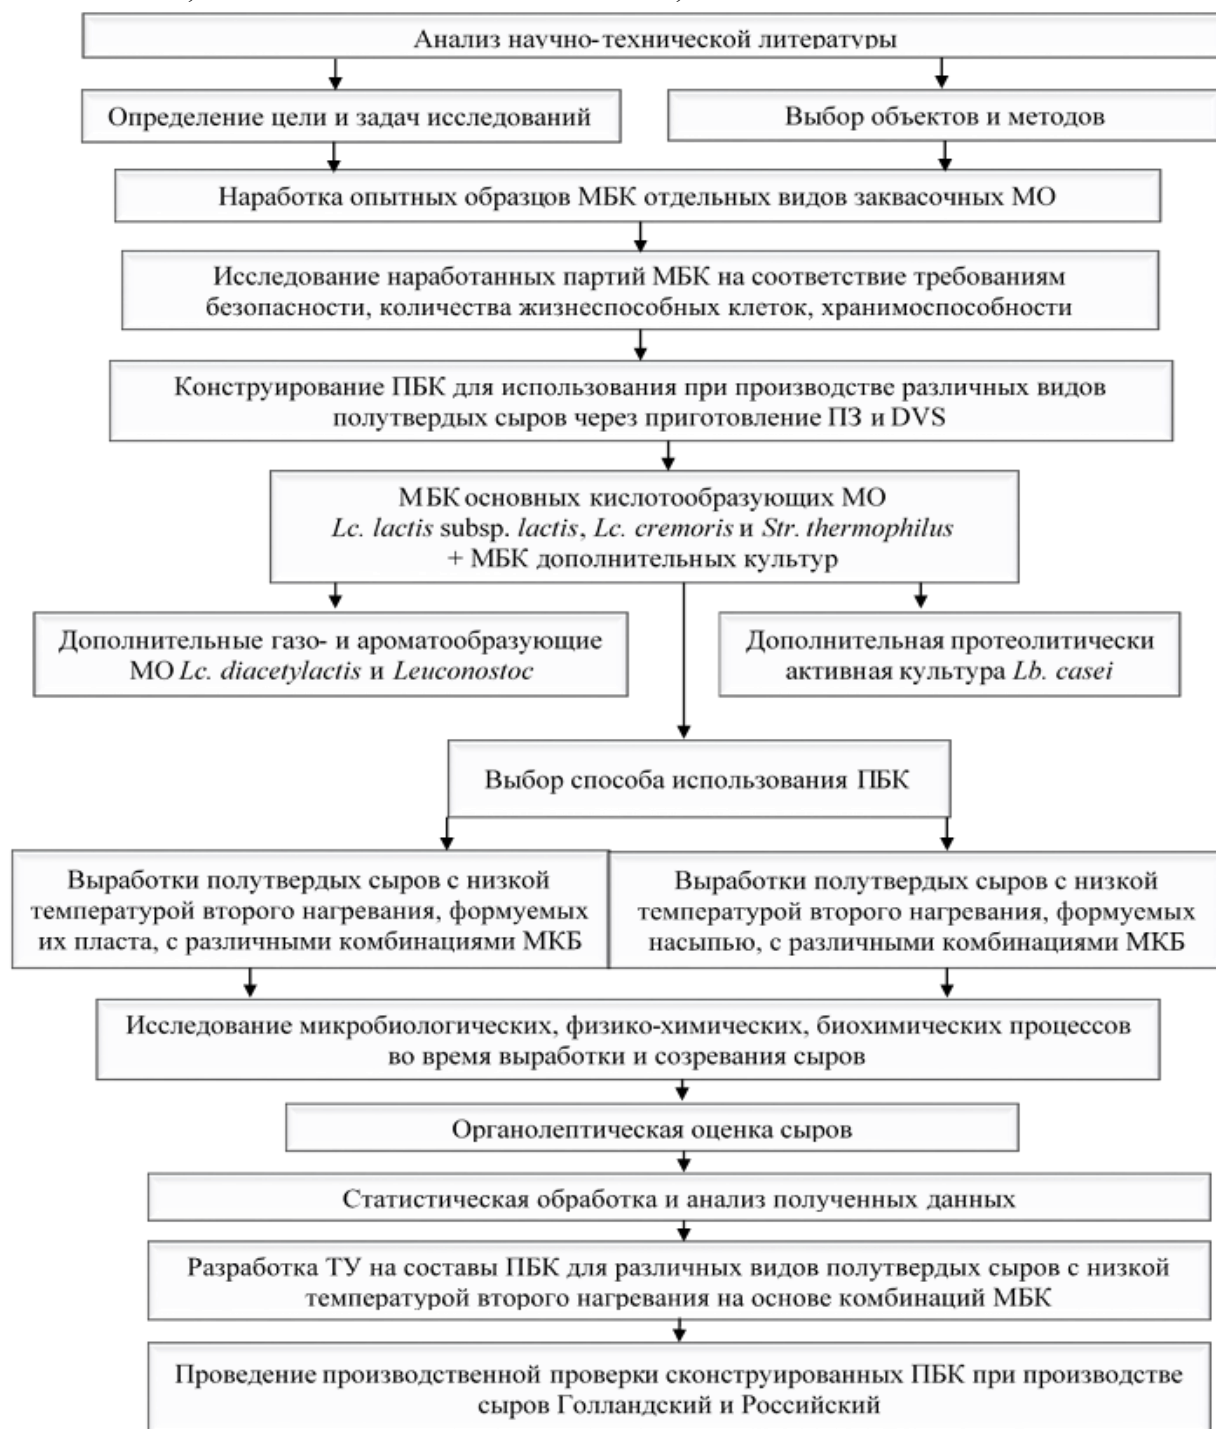 Анализ научно-технической литературы
Определение цели и задач исследований
Выбор объектов и методов
Наработка опытных образцов МБК отдельных видов заквасочных МО
Исследование наработанных партий МБК на соответствие требованиям
безопасности, количества жизнеспособных клеток, хранимоспособности
Конструирование ПБК для использования при производстве различных видов
полутвердых сыров через приготовление ПЗ и DVS
МБК основных кислотообразующих МО
Lc. lactis subsp. lactis, Lc. cremoris и Str. thermophilus
+ МБК дополнительных культур
Дополнительные газо- и ароматообразующие
МО Lc. diacetylactis и Leuconostoc
Дополнительная протеолитически
активная культура Lb. casei
Выбор способа использования ПБК
Выработки полутвердых сыров с низкой
температурой второго нагревания, формуемых
их пласта, с различными комбинациями МКБ
Выработки полутвердых сыров с низкой
температурой второго нагревания, формуемых
насыпью, с различными комбинациями МКБ
Исследование микробиологических, физико-химических, биохимических процессов
во время выработки и созревания сыров
Органолептическая оценка сыров
Статистическая обработка и анализ полученных данных
Разработка ТУ на составы ПБК для различных видов полутвердых сыров с низкой
температурой второго нагревания на основе комбинаций МБК
Проведение производственной проверки сконструированных ПБК при производстве
сыров Голландский и Российский